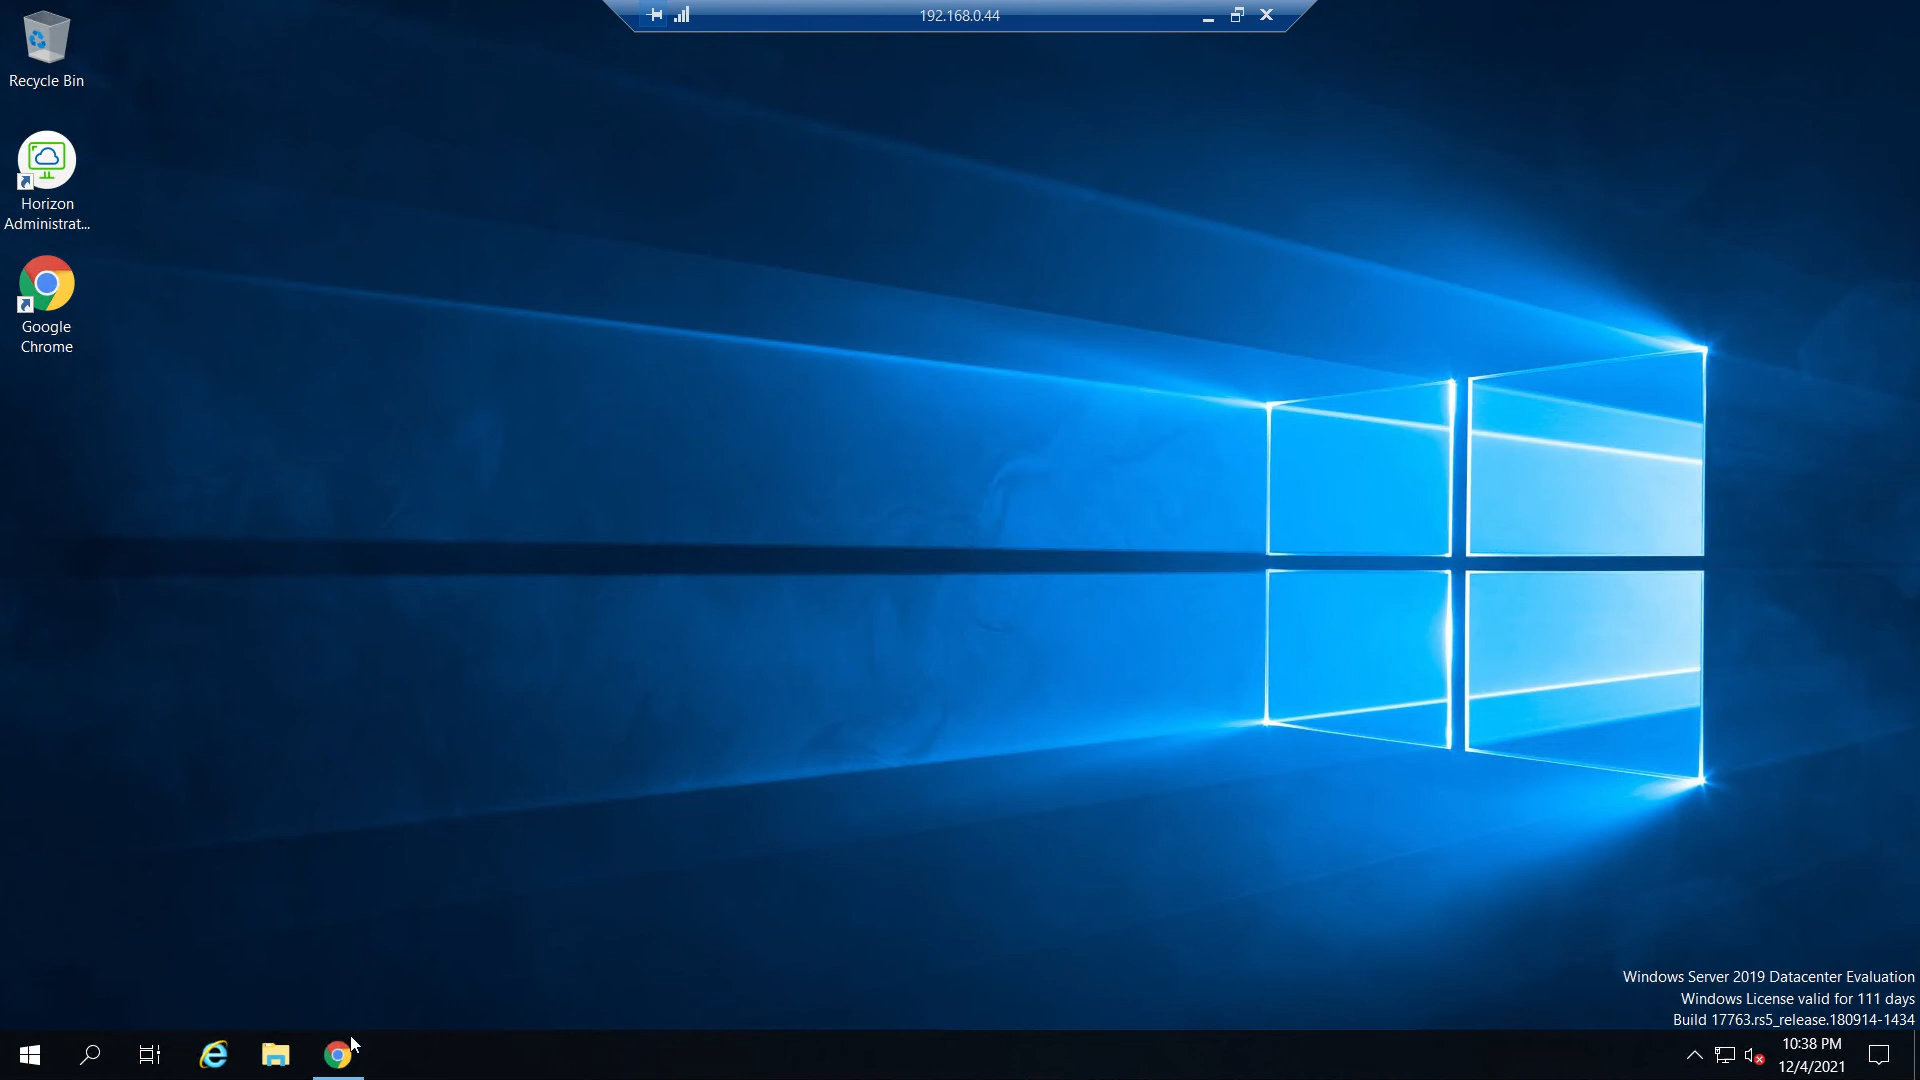 192.168.0.44
Recycle Bin
Horizon
Administrat...
Google
Chrome
Windows Server 2019 Datacenter Evaluation
Windows License valid for 111 days
Build 17763.rs5_release.180914-1434
10:38 PM
12/4/2021